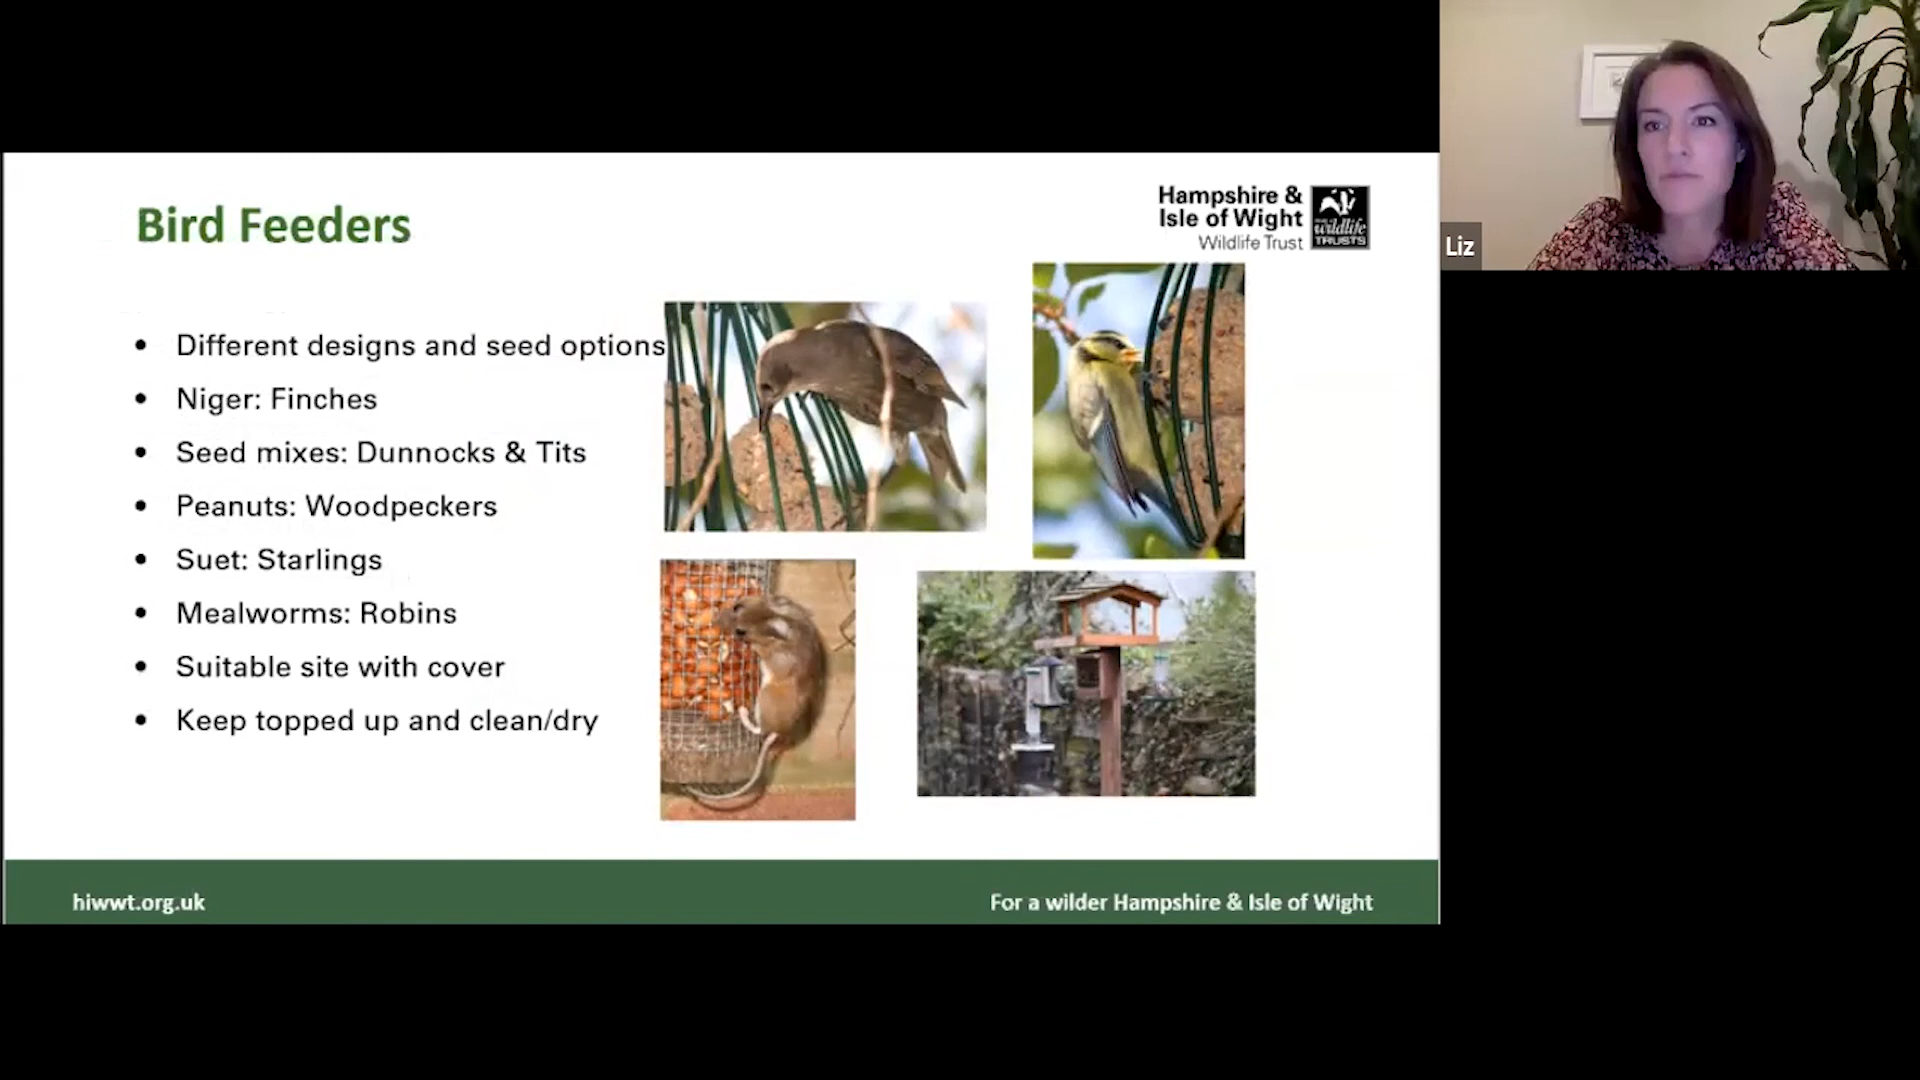 Bird Feeders
Hampshire &
Isle of Wight
Wildlife Trust
wildlife
TRUSTS
Liz
• Different designs and seed options
• Niger: Finches
• Seed mixes: Dunnocks & Tits
• Peanuts: Woodpeckers
• Suet: Starlings
• Mealworms: Robins
• Suitable site with cover
• Keep topped up and clean/dry
hiwwt.org.uk
For a wilder Hampshire & Isle of Wight